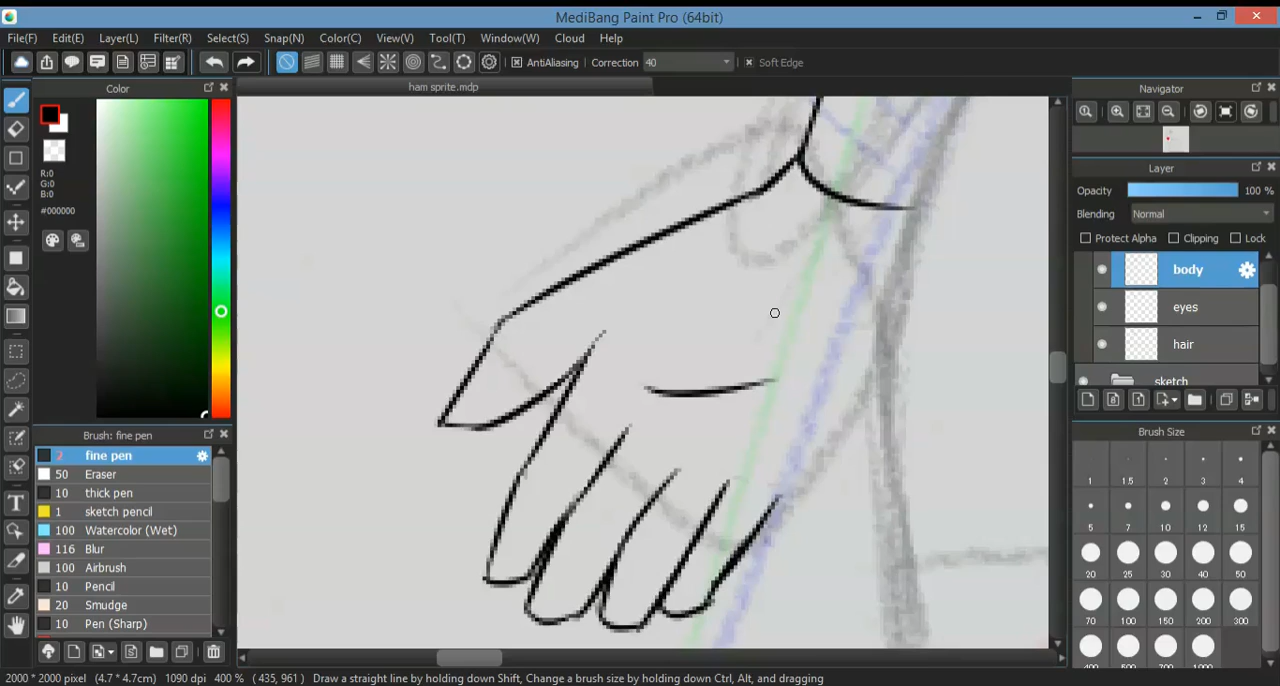 MediBang Paint Pro (64bit)
File(F) Edit(E) Layer(L) Filter(R) Select(S) Snap(N) Color(C) View(V) Tool(T) Window(W) Cloud Help
AntiAliasing Correction 40 Soft Edge
Color
ham sprite.mdp
Navigator
R:0
G:0
B:0
#000000
Layer
Opacity 100 %
Blending Normal
Protect Alpha Clipping Lock
body
eyes
hair
sketch
Brush: fine pen
2 fine pen
50 Eraser
10 thick pen
1 sketch pencil
100 Watercolor (Wet)
116 Blur
100 Airbrush
10 Pencil
20 Smudge
10 Pen (Sharp)
Brush Size
1 1.5 2 3 4
5 7 10 12 15
20 25 30 40 50
70 100 150 200 300
400 500 700 1000
2000 * 2000 pixel (4.7 * 4.7cm) 1090 dpi 400 % ( 435, 961 ) Draw a straight line by holding down Shift, Change a brush size by holding down Ctrl, Alt, and dragging